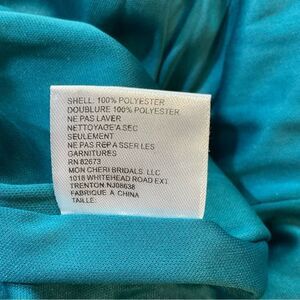 SHELL: 100% POLYESTER
DOUBLURE 100% POLYESTER
NE PAS LAVER
NETTOYAGE A SEC
SEULEMENT
NE PAS REPASSER LES
GARNITURES
RN 82673
MON CHERI BRIDALS, LLC
1018 WHITEHEAD ROAD EXT
TRENTON NJ08638
FABRIQUE A CHINA
TAILLE: